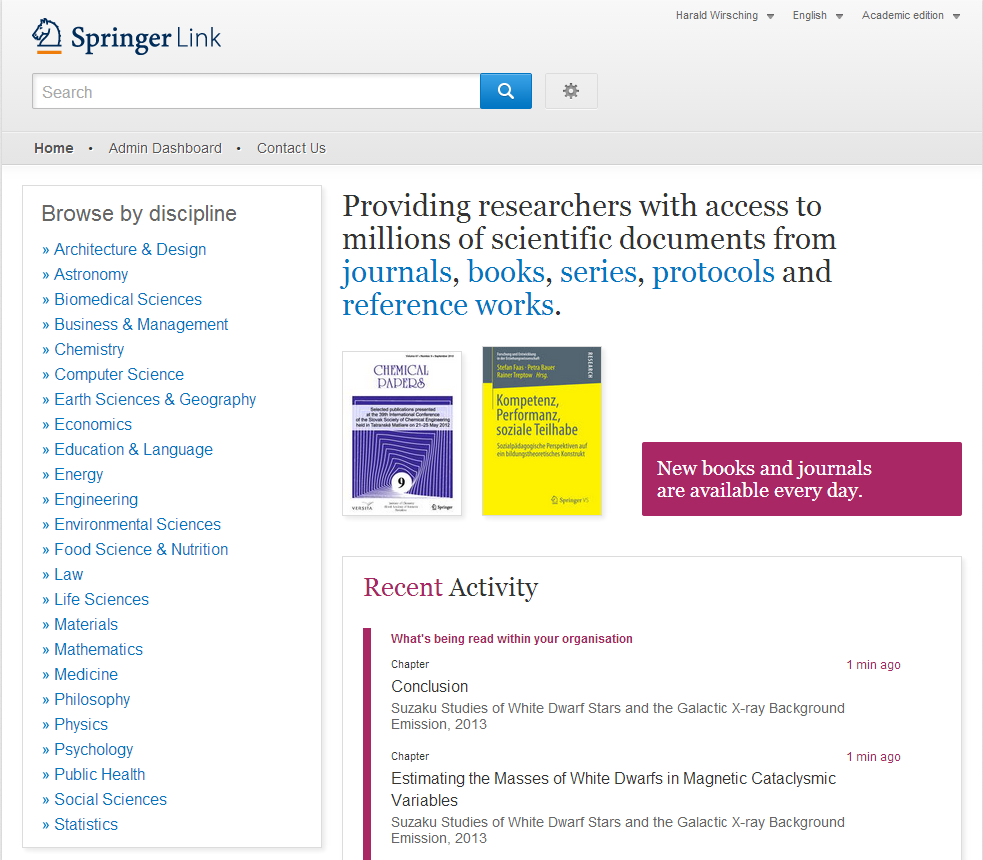 Harald Wirsching English Academic edition
Springer Link
Search
Home • Admin Dashboard • Contact Us
Browse by discipline
» Architecture & Design
» Astronomy
» Biomedical Sciences
» Business & Management
» Chemistry
» Computer Science
» Earth Sciences & Geography
» Economics
» Education & Language
» Energy
» Engineering
» Environmental Sciences
» Food Science & Nutrition
» Law
» Life Sciences
» Materials
» Mathematics
» Medicine
» Philosophy
» Physics
» Psychology
» Public Health
» Social Sciences
» Statistics
Providing researchers with access to
millions of scientific documents from
journals, books, series, protocols and
reference works.
CHEMICAL
PAPERS
Selected publications presented
at the 39th International Conference
of the Slovak Society of Chemical Engineering
held in Tatranské Matliare on 21–25 May 2012
9
VERSITA
Springer
Forschung und Entwicklung
in der Erziehungswissenschaft
RESEARCH
Stefan Faas · Petra Bauer
Rainer Treptow Hrsg.
Kompetenz,
Performanz,
soziale Teilhabe
Sozialpädagogische Perspektiven auf
ein bildungstheoretisches Konstrukt
Springer VS
New books and journals
are available every day.
Recent Activity
What's being read within your organisation
Chapter 1 min ago
Conclusion
Suzaku Studies of White Dwarf Stars and the Galactic X-ray Background
Emission, 2013
Chapter 1 min ago
Estimating the Masses of White Dwarfs in Magnetic Cataclysmic
Variables
Suzaku Studies of White Dwarf Stars and the Galactic X-ray Background
Emission, 2013